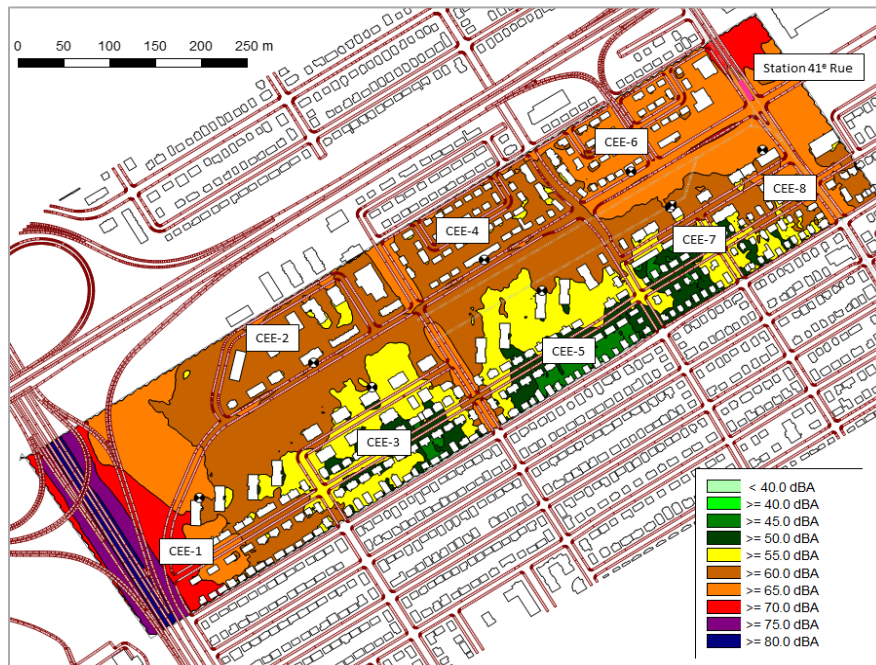 0 50 100 150 200 250 m
Station 41e Rue
CEE-6
CEE-8
CEE-4
CEE-7
CEE-2
CEE-5
CEE-3
CEE-1
< 40.0 dBA
>= 40.0 dBA
>= 45.0 dBA
>= 50.0 dBA
>= 55.0 dBA
>= 60.0 dBA
>= 65.0 dBA
>= 70.0 dBA
>= 75.0 dBA
>= 80.0 dBA